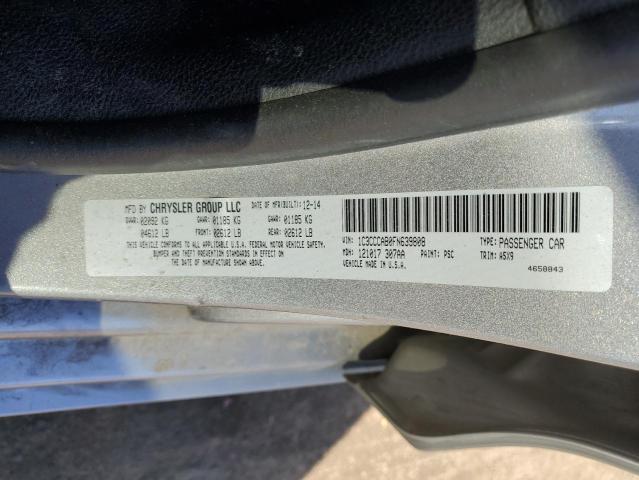 MFD BY CHRYSLER GROUP LLC DATE OF MFR(BUILT): 12-14
GVWR: 02092 KG GAWR: 01185 KG GAWR: 01185 KG
04612 LB FRONT: 02612 LB REAR: 02612 LB
THIS VEHICLE CONFORMS TO ALL APPLICABLE U.S.A. FEDERAL MOTOR VEHICLE SAFETY,
BUMPER AND THEFT PREVENTION STANDARDS IN EFFECT ON
THE DATE OF MANUFACTURE SHOWN ABOVE.
VIN: 1C3CCCAB0FN639808 TYPE: PASSENGER CAR
MDH: 121017 307AA PAINT: PSC TRIM: A5X9
VEHICLE MADE IN U.S.A. 4658843